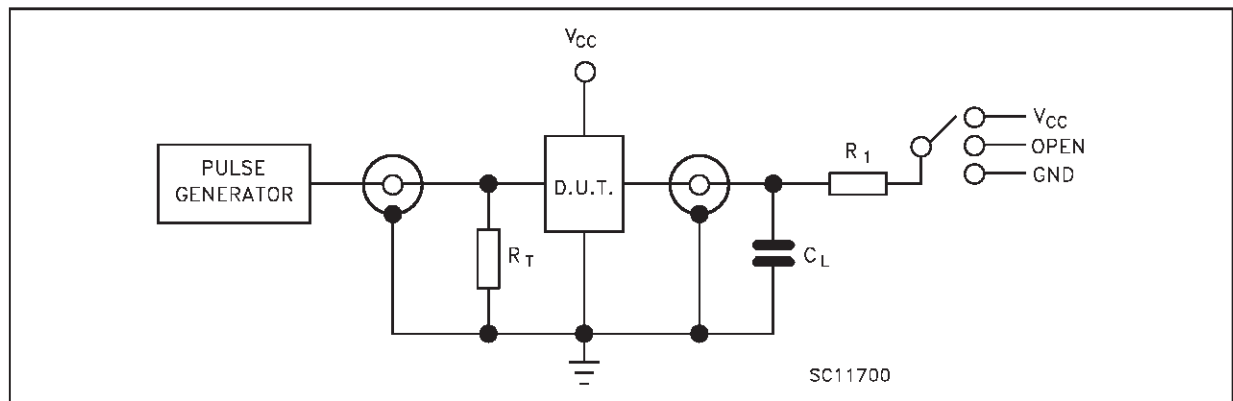 VCC
PULSE
GENERATOR
RT
D.U.T.
CL
R1
VCC
OPEN
GND
SC11700